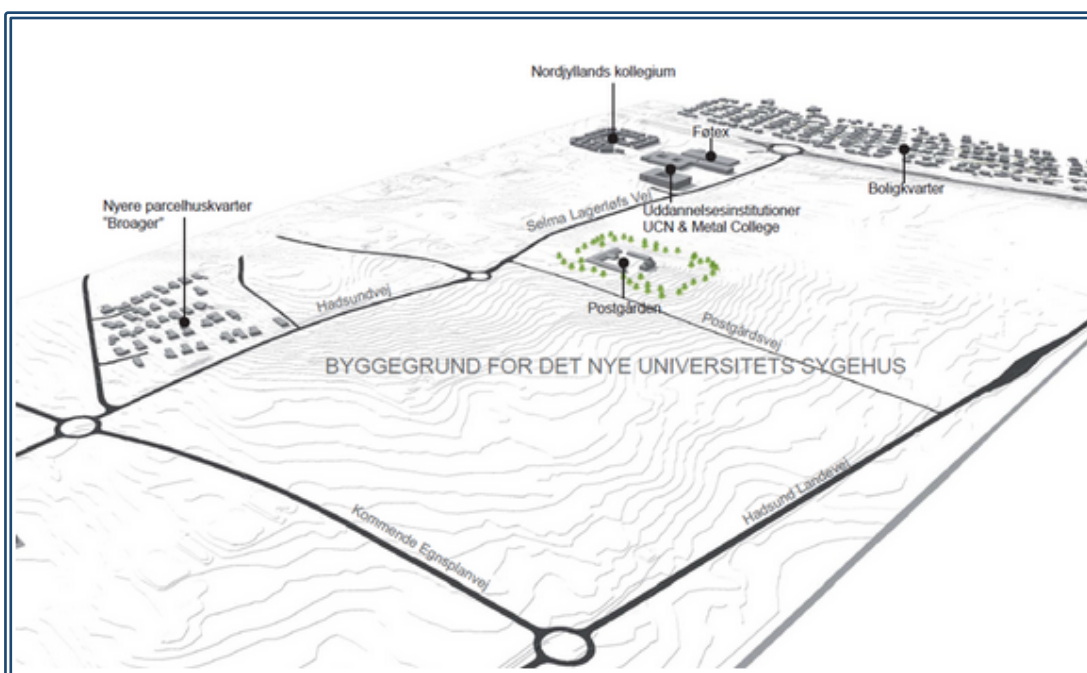 Nordjyllands kollegium
Føtex
Boligkvarter
Nyere parcelhuskvarter
"Broager"
Selma Lagerløfs Vej
Uddannelsesinstitutioner
UCN & Metal College
Hadsundvej
Postgården
Postgårdsvej
BYGGEGRUND FOR DET NYE UNIVERSITETS SYGEHUS
Hadsund Landevej
Kommende Egnsplanvej